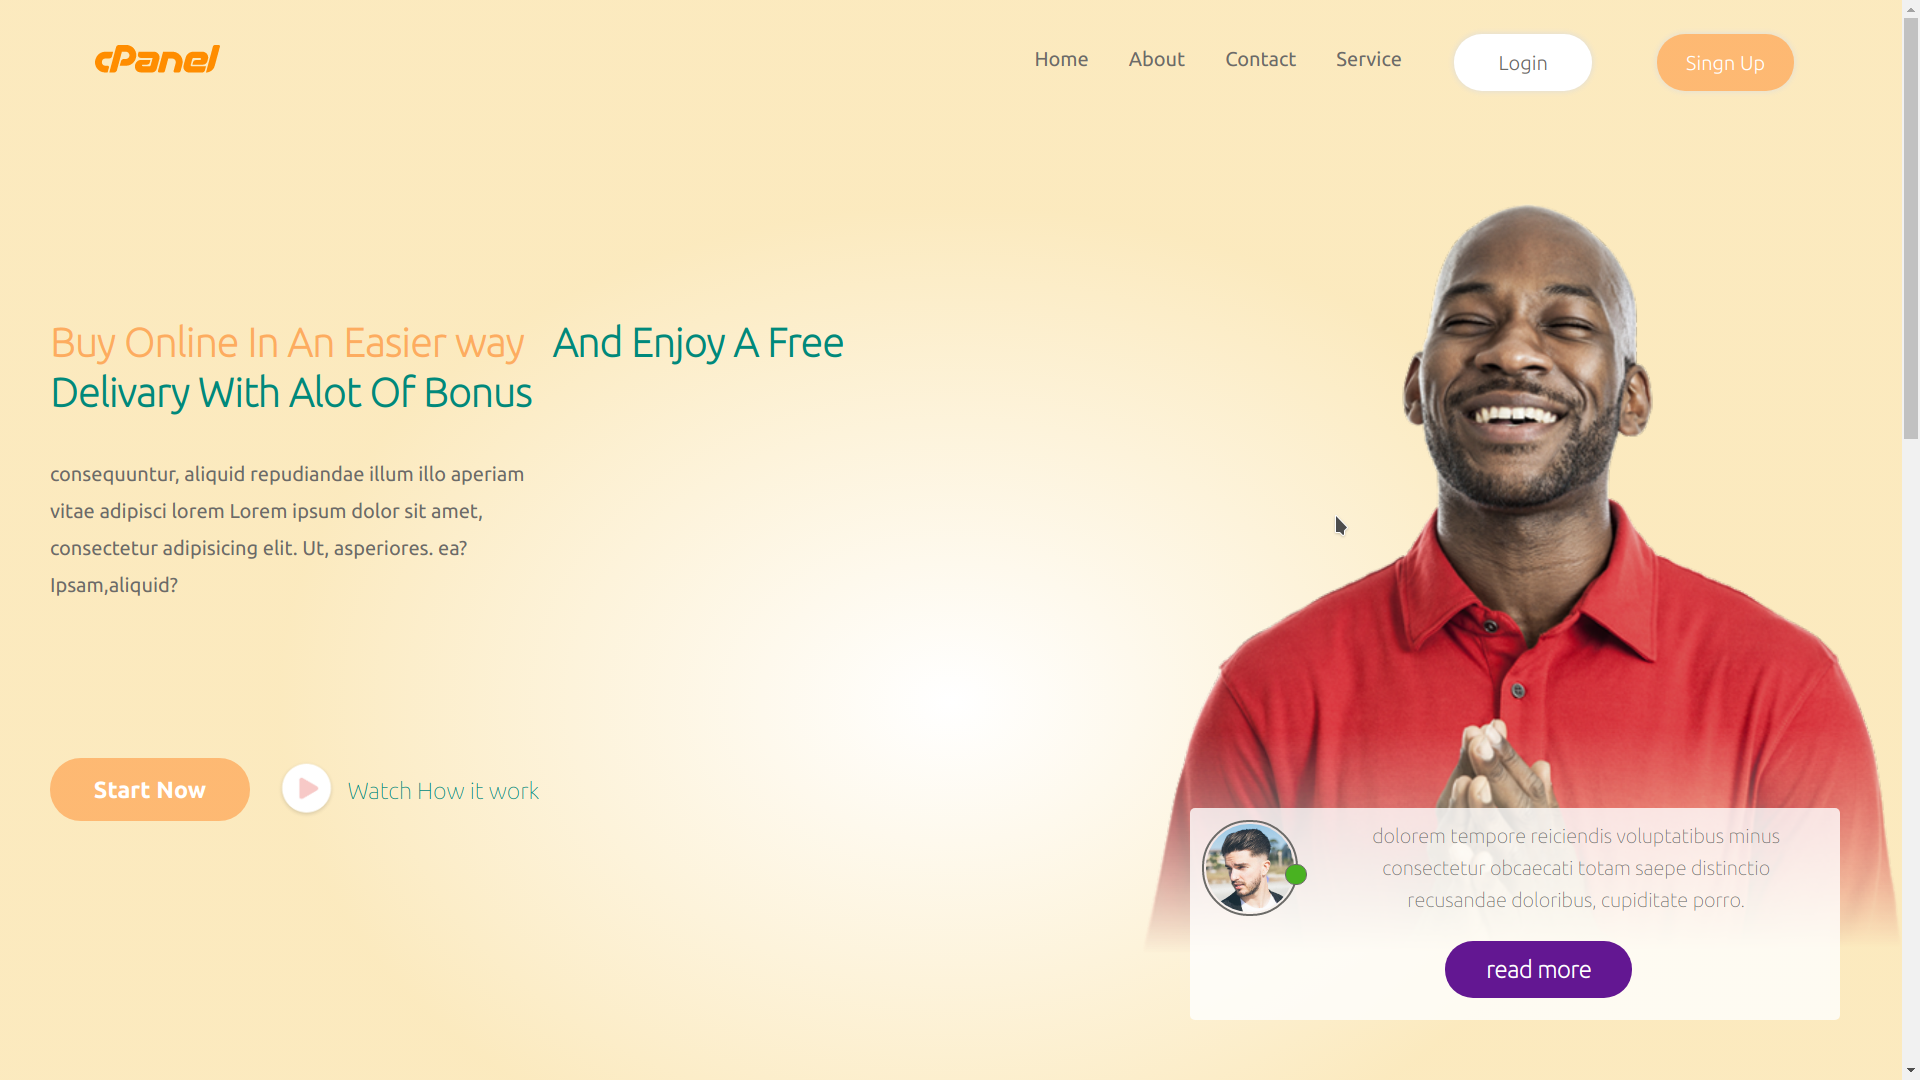 cPanel
Home About Contact Service Login Singn Up
Buy Online In An Easier way And Enjoy A Free
Delivary With Alot Of Bonus
consequuntur, aliquid repudiandae illum illo aperiam
vitae adipisci lorem Lorem ipsum dolor sit amet,
consectetur adipisicing elit. Ut, asperiores. ea?
Ipsam,aliquid?
Start Now Watch How it work
dolorem tempore reiciendis voluptatibus minus
consectetur obcaecati totam saepe distinctio
recusandae doloribus, cupiditate porro.
read more